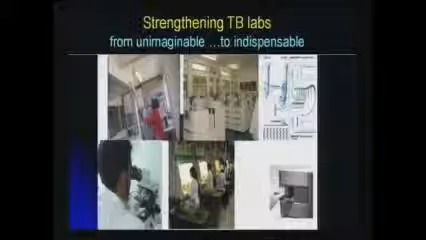 Strengthening TB labs
from unimaginable ...to indispensable